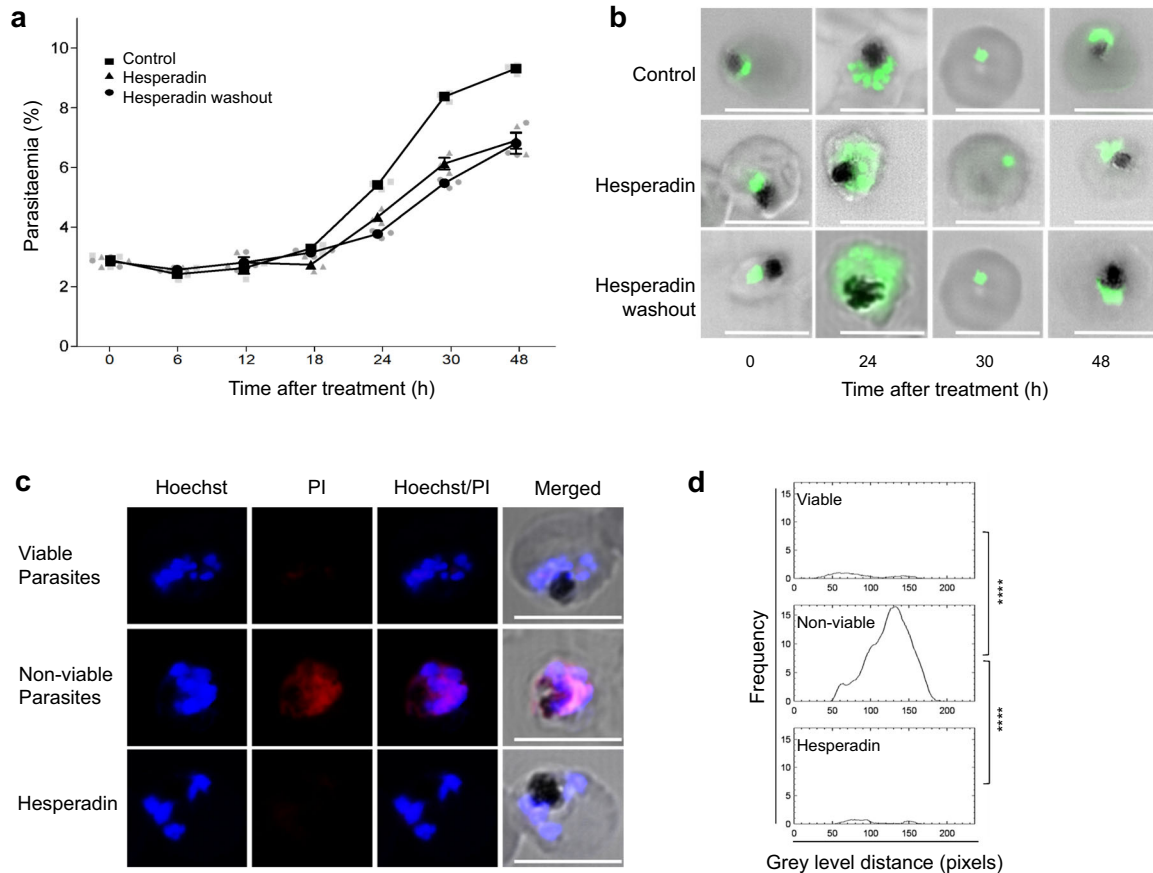 a
10
8
6
4
2
0
Parasitaemia (%)
Control
Hesperadin
Hesperadin washout
0 6 12 18 24 30 48
Time after treatment (h)
b
Control
Hesperadin
Hesperadin
washout
0 24 30 48
Time after treatment (h)
c
Hoechst PI Hoechst/PI Merged
Viable
Parasites
Non-viable
Parasites
Hesperadin
d
Frequency
Viable
15
10
5
0
0 50 100 150 200
Non-viable
15
10
5
0
0 50 100 150 200
Hesperadin
15
10
5
0
0 50 100 150 200
****
****
Grey level distance (pixels)